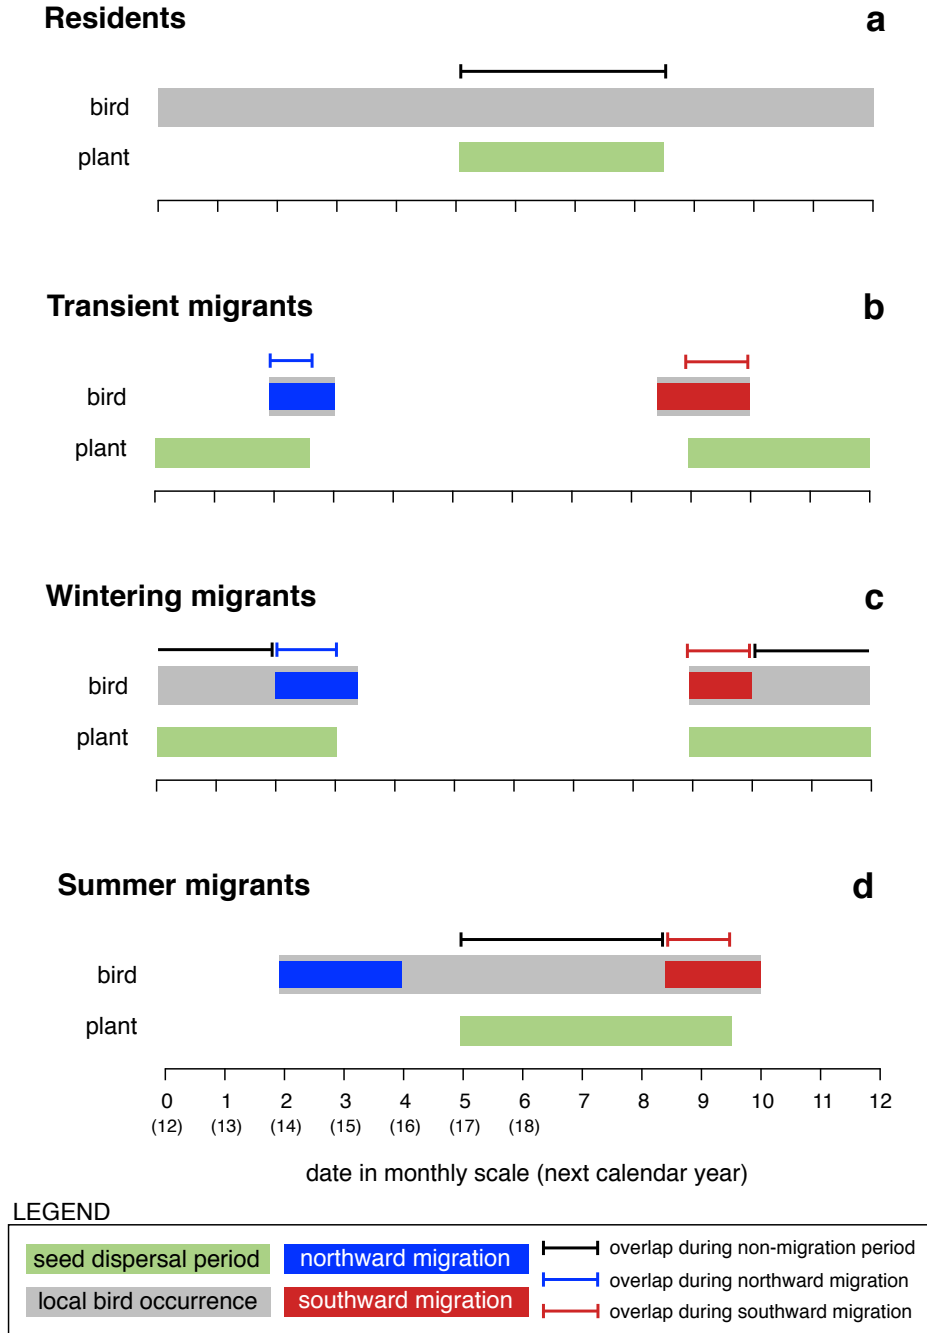 Residents a
bird
plant
Transient migrants b
bird
plant
Wintering migrants c
bird
plant
Summer migrants d
bird
plant
0 1 2 3 4 5 6 7 8 9 10 11 12
(12) (13) (14) (15) (16) (17) (18)
date in monthly scale (next calendar year)
LEGEND
seed dispersal period northward migration overlap during non-migration period
overlap during northward migration
local bird occurrence southward migration overlap during southward migration